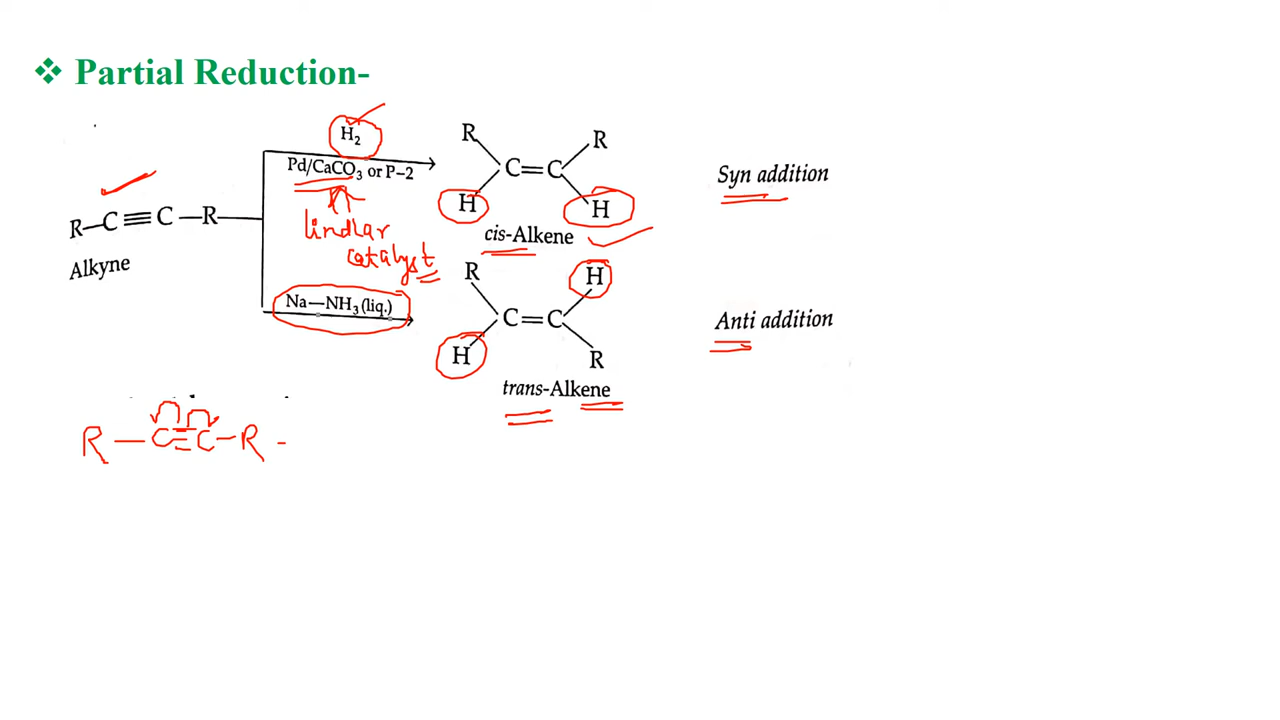 ❖ Partial Reduction-
H₂
Pd/CaCO₃ or P–2
R—C≡C—R
Alkyne
lindlar
catalyst
R R
C=C
H H
cis-Alkene
Syn addition
Na—NH₃ (liq.)
R H
C=C
H R
trans-Alkene
Anti addition
R—C≡C-R -